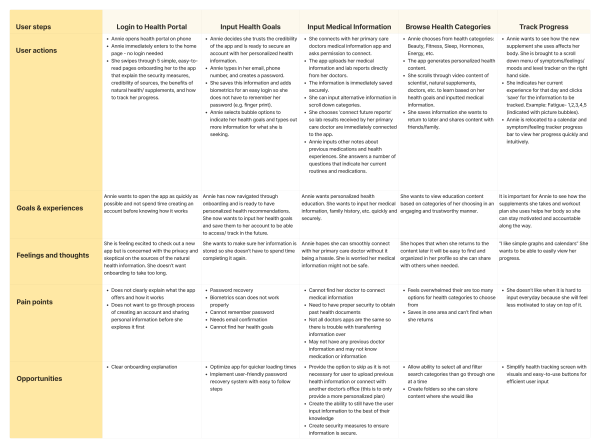 User steps
Login to Health Portal
Input Health Goals
Input Medical Information
Browse Health Categories
Track Progress
User actions
Annie opens health portal on phone
Annie immediately enters to the home
page - no login needed
She swipes through 5 simple, easy-to-
read pages onboarding her to the app
that explain the security measures,
credibility of sources, the benefits of
natural health/ supplements, and how
to track her progress.
Annie decides she trusts the credibility
of the app and is ready to secure an
account with her personalized health
information.
Annie types in her email, phone
number, and creates a password.
She saves this information and adds
biometrics for an easy login so she
does not have to remember her
password (e.g. finger print).
Annie selects bubble options to
indicate her health goals and types out
more information for what she is
seeking.
She connects with her primary care
doctors medical information app and
asks permission to connect.
The app uploads her medical
information and lab reports directly
from her doctors.
The information is immediately saved
securely.
She can input alternative information in
scroll down categories.
She chooses 'connect future reports'
so lab results received by her primary
care doctor are immediately connected
to the app.
Annie inputs other notes about
previous medications and health
experiences. She answers a number of
questions that indicate her current
routines and medications.
Annie chooses from health categories:
Beauty, Fitness, Sleep, Hormones,
Energy, etc.
The app generates personalized
health content.
She scrolls through video content of
scientist, natural supplements,
doctors, etc. to learn based on her
health goals and inputted medical
information.
She saves information she wants to
return to later and shares content with
friends/family.
Annie wants to see how the new
supplement she uses affects her
body. She is brought to a scroll
down menu of symptoms/feelings/
moods and level tracker on the right
hand side.
She indicates her current
experience for that day and clicks
'save' for the information to be
tracked. Example: Fatigue- 1,2,3,4,5
(indicated with picture bubbles).
Annie is relocated to a calendar and
symptom/feeling tracker progress
bar to view her progress quickly and
intuitively.
Goals & experiences
Annie wants to open the app as quickly as
possible and not spend time creating an
account before knowing how it works
Annie has now navigated through
onboarding and is ready to have
personalized health recommendations.
She now wants to input her health goals
and save them to her account to be
able to access/ track in the future.
Annie wants personalized health
education. She wants to input her medical
information, family history, etc. quickly and
securely.
She wants to view education content
based on categories of her choosing in an
engaging and trustworthy manner.
It is important for Annie to see how the
supplements she takes and workout
plan she uses helps her body so she
can stay motivated and accountable
along the way.
Feelings and thoughts
She is feeling excited to check out a new
app but is concerned with the privacy and
skeptical on the sources of the natural
health information. She doesn't want
onboarding to take too long.
She wants to make sure her information is
stored so she doesn't have to spend time
completing it again.
Annie hopes she can smoothly connect
with her primary care doctor without it
being a hassle. She is worried her medical
information might not be safe.
She hopes that when she returns to the
content later it will be easy to find and
organized in her profile so she can
share with others when needed.
"I like simple graphs and calendars" She
wants to be able to easily view her
progress.
Pain points
Does not clearly explain what the app
offers and how it works
Does not want to go through process
of creating an account and sharing
personal information before she
explores it first
Password recovery
Biometrics scan does not work
properly
Cannot remember password
Needs email confirmation
Cannot find her health goals
Cannot find her doctor to connect to
medical information
Need to have proper security to obtain
past health documents
Not all doctors apps are the same so
there is trouble with transferring
information over
May not have any previous doctor
information and may not know
medication or information
Feels overwhelmed their are too many
options for health categories to
choose from
Saves in one area and can't find when
she returns
She doesn't like when it is hard to
input everyday because she will feel
less motivated to stay on top of it.
Opportunities
Clear onboarding explanation
Optimize app for quicker loading times
Implement user-friendly password
recovery system with easy to follow
steps
Provide the option to skip as it is not
necessary for user to upload previous
health information or connect with
another doctor's office (this is to only
provide a more personalized plan)
Create the ability to still have the user
input information to the best of their
knowledge
Create security measures to ensure
information is secure.
Allow ability to select all and filter
search categories than go through one
at a time
Create folders so she can store
content where she would like
Simplify health tracking screen with
visuals and easy-to-use buttons for
efficient user input